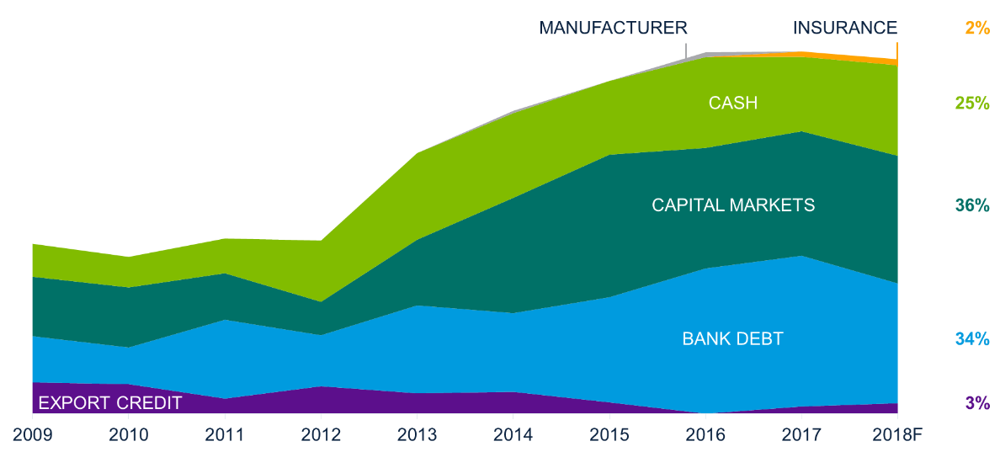 MANUFACTURER INSURANCE 2%
CASH 25%
CAPITAL MARKETS 36%
BANK DEBT 34%
EXPORT CREDIT 3%
2009 2010 2011 2012 2013 2014 2015 2016 2017 2018F